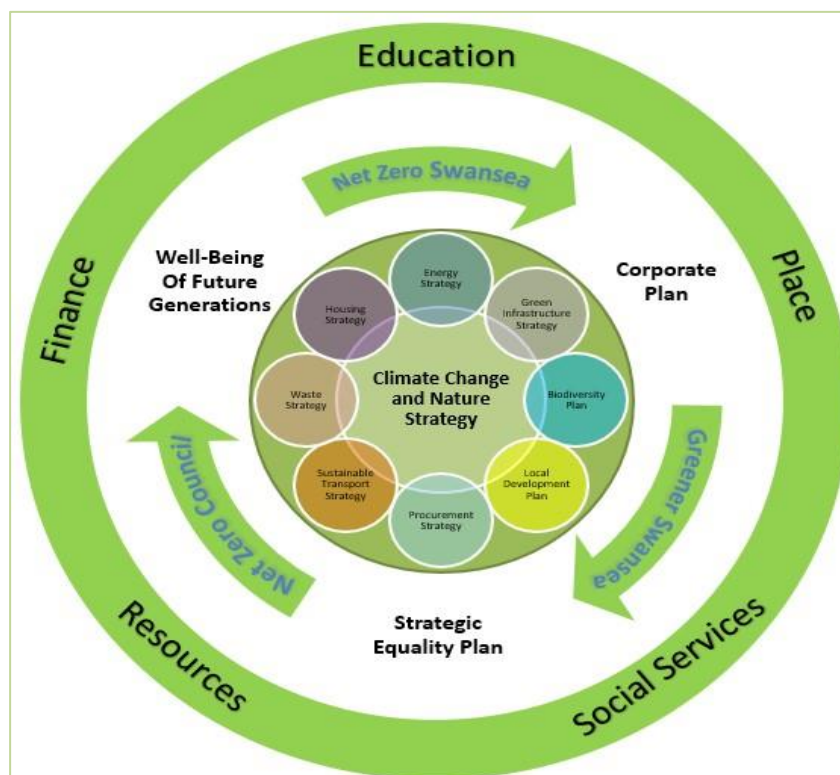 Education
Net Zero Swansea
Finance
Place
Well-Being
Of Future
Generations
Corporate
Plan
Energy
Strategy
Housing
Strategy
Green
Infrastructure
Strategy
Waste
Strategy
Climate Change
and Nature
Strategy
Biodiversity
Plan
Sustainable
Transport
Strategy
Local
Development
Plan
Procurement
Strategy
Net Zero Council
Greener Swansea
Strategic
Equality Plan
Resources
Social Services